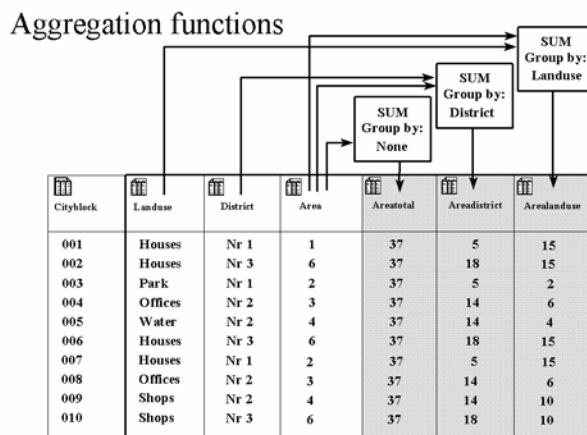 Aggregation functions
SUM
Group by:
Landuse
SUM
Group by:
District
SUM
Group by:
None
Cityblock Landuse District Area Areatotal Areadistrict Arealanduse
001 Houses Nr 1 1 37 5 15
002 Houses Nr 3 6 37 18 15
003 Park Nr 1 2 37 5 2
004 Offices Nr 2 3 37 14 6
005 Water Nr 2 4 37 14 4
006 Houses Nr 3 6 37 18 15
007 Houses Nr 1 2 37 5 15
008 Offices Nr 2 3 37 14 6
009 Shops Nr 2 4 37 14 10
010 Shops Nr 3 6 37 18 10